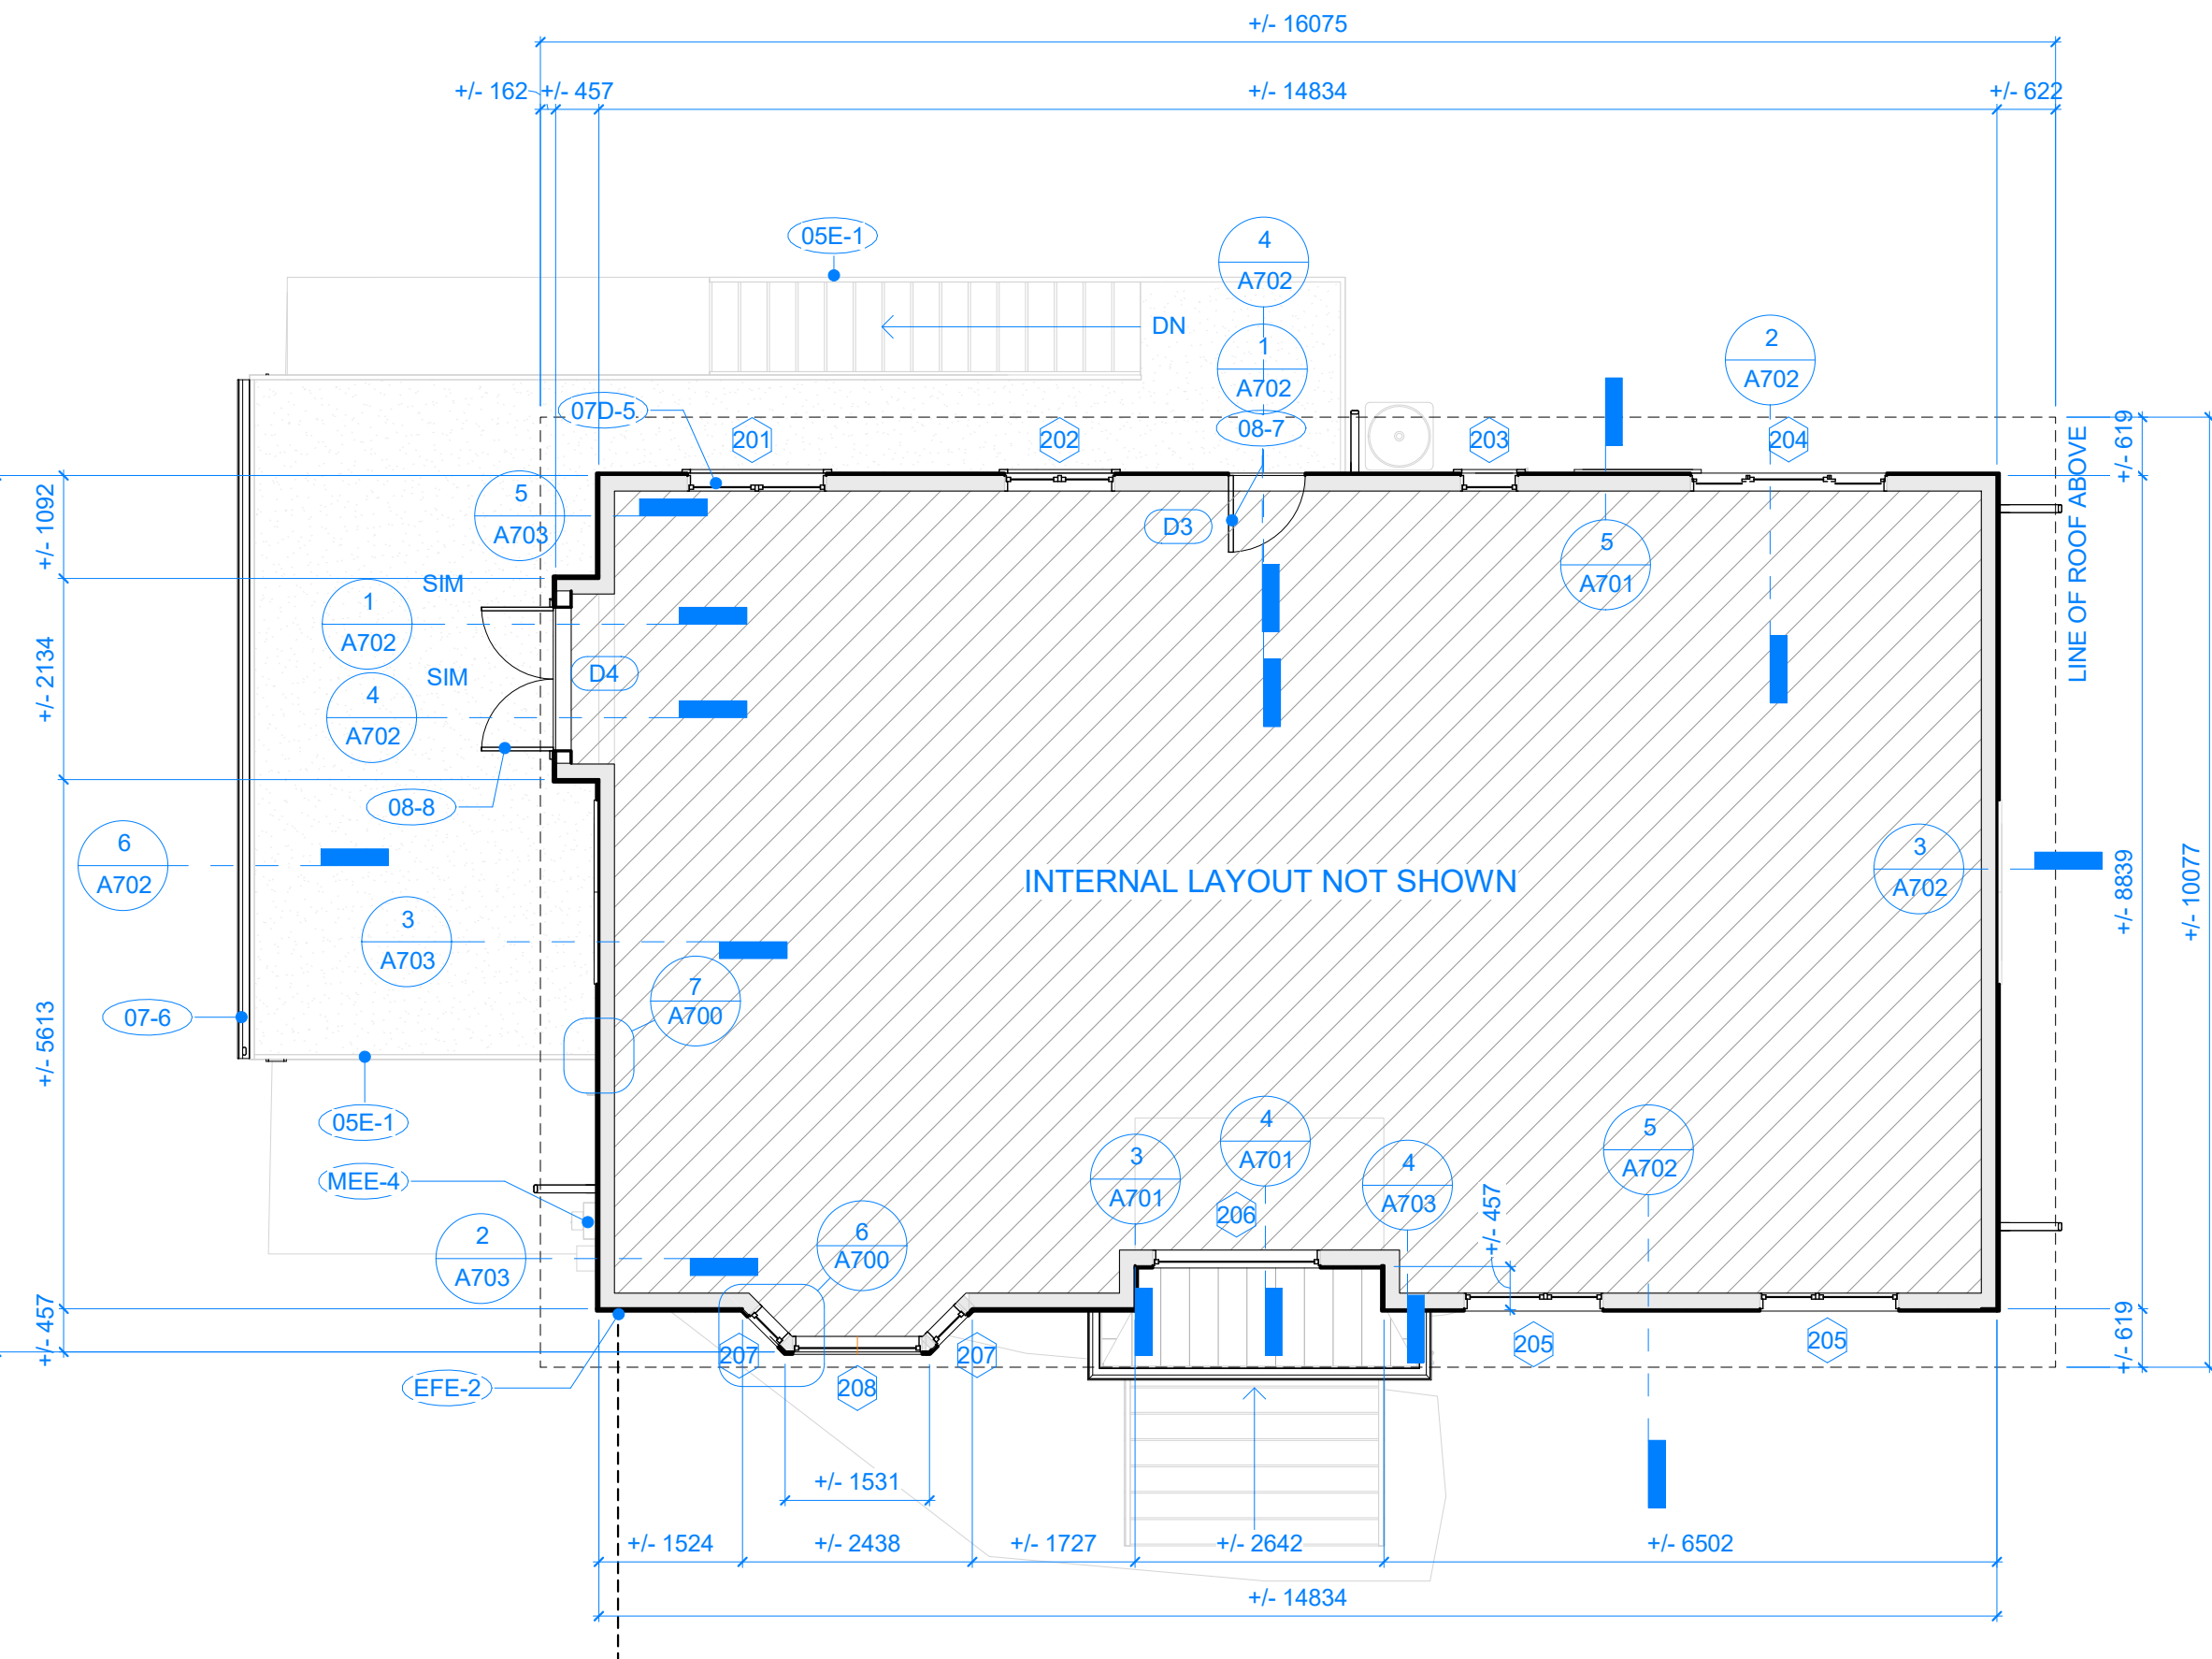 +/- 16075
+/- 162
+/- 457
+/- 14834
+/- 622
05E-1
4
A702
DN
1
A702
2
A702
07D-5
201
202
08-7
203
204
+/- 619
LINE OF ROOF ABOVE
+/- 1092
5
A703
D3
5
A701
SIM
1
A702
+/- 2134
SIM
D4
4
A702
08-8
6
A702
INTERNAL LAYOUT NOT SHOWN
3
A702
+/- 8839
+/- 10077
3
A703
7
A700
07-6
+/- 5613
05E-1
MEE-4
3
A701
4
A701
4
A703
5
A702
206
+/- 457
2
A703
6
A700
+/- 457
+/- 619
207
207
205
205
EFE-2
208
+/- 1531
+/- 1524
+/- 2438
+/- 1727
+/- 2642
+/- 6502
+/- 14834